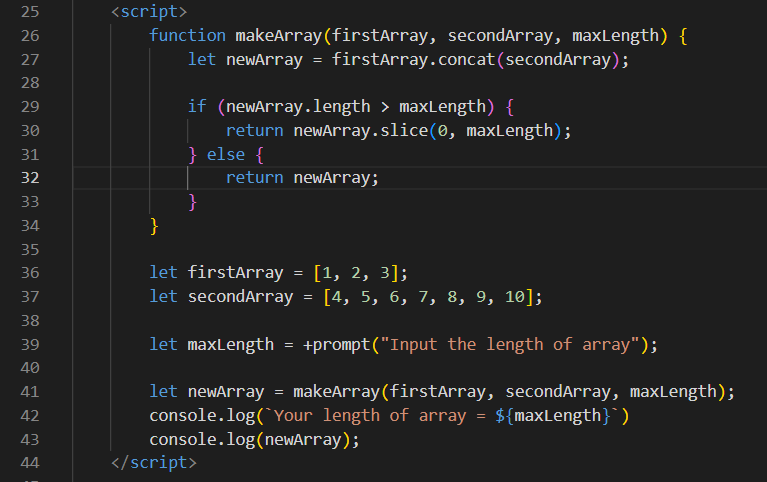 25 <script>
26 function makeArray(firstArray, secondArray, maxLength) {
27 let newArray = firstArray.concat(secondArray);
28
29 if (newArray.length > maxLength) {
30 return newArray.slice(0, maxLength);
31 } else {
32 return newArray;
33 }
34 }
35
36 let firstArray = [1, 2, 3];
37 let secondArray = [4, 5, 6, 7, 8, 9, 10];
38
39 let maxLength = +prompt("Input the length of array");
40
41 let newArray = makeArray(firstArray, secondArray, maxLength);
42 console.log(`Your length of array = ${maxLength}`)
43 console.log(newArray);
44 </script>